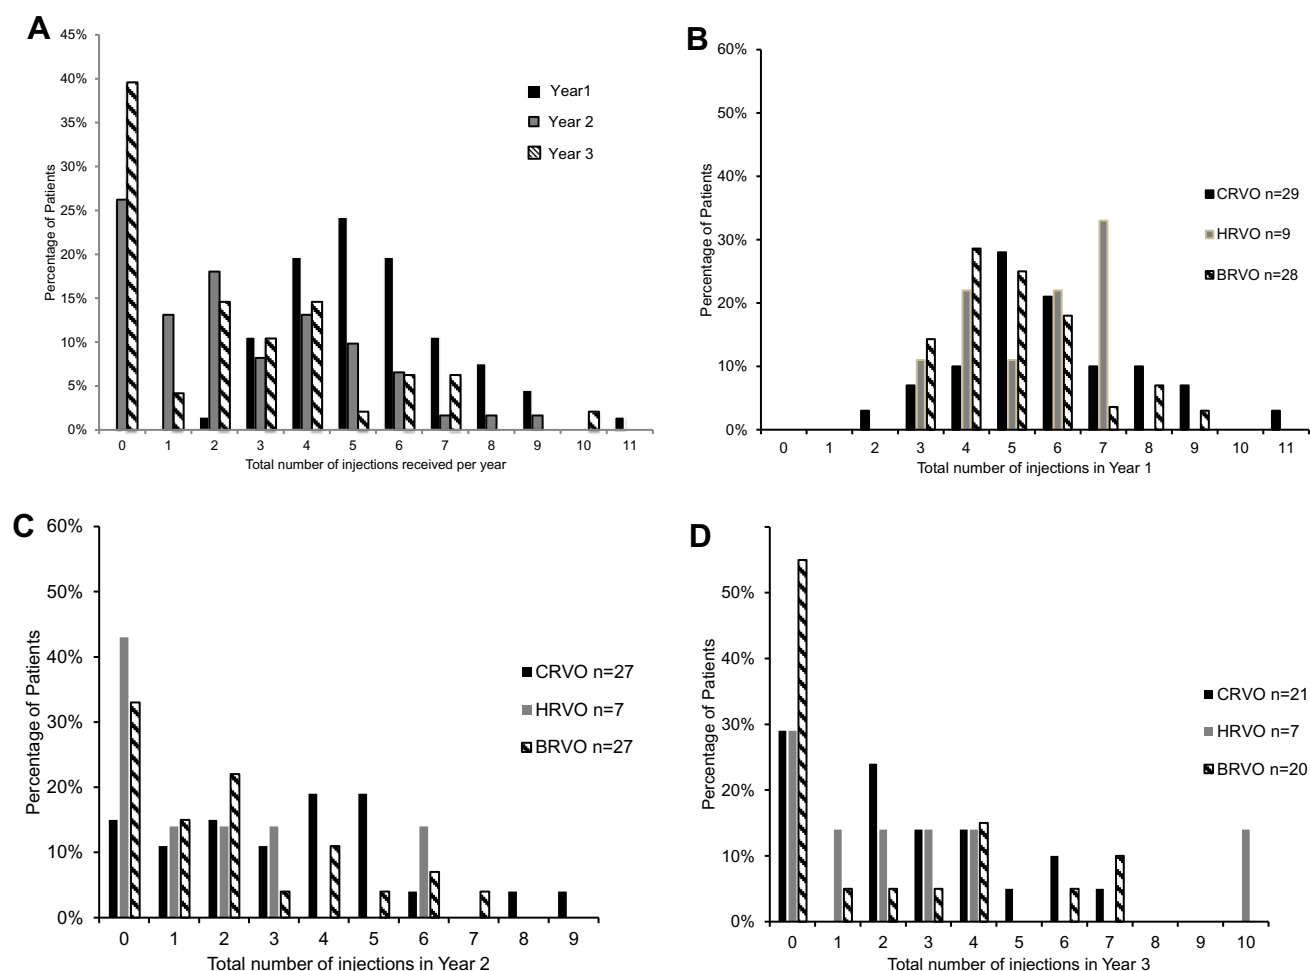 A
45%
40%
35%
30%
25%
20%
15%
10%
5%
0%
Percentage of Patients
Year1
Year 2
Year 3
0 1 2 3 4 5 6 7 8 9 10 11
Total number of injections received per year
B
60%
50%
40%
30%
20%
10%
0%
Percentage of Patients
CRVO n=29
HRVO n=9
BRVO n=28
0 1 2 3 4 5 6 7 8 9 10 11
Total number of injections in Year 1
C
60%
50%
40%
30%
20%
10%
0%
Percentage of Patients
CRVO n=27
HRVO n=7
BRVO n=27
0 1 2 3 4 5 6 7 8 9
Total number of injections in Year 2
D
50%
40%
30%
20%
10%
0%
Percentage of Patients
CRVO n=21
HRVO n=7
BRVO n=20
0 1 2 3 4 5 6 7 8 9 10
Total number of injections in Year 3